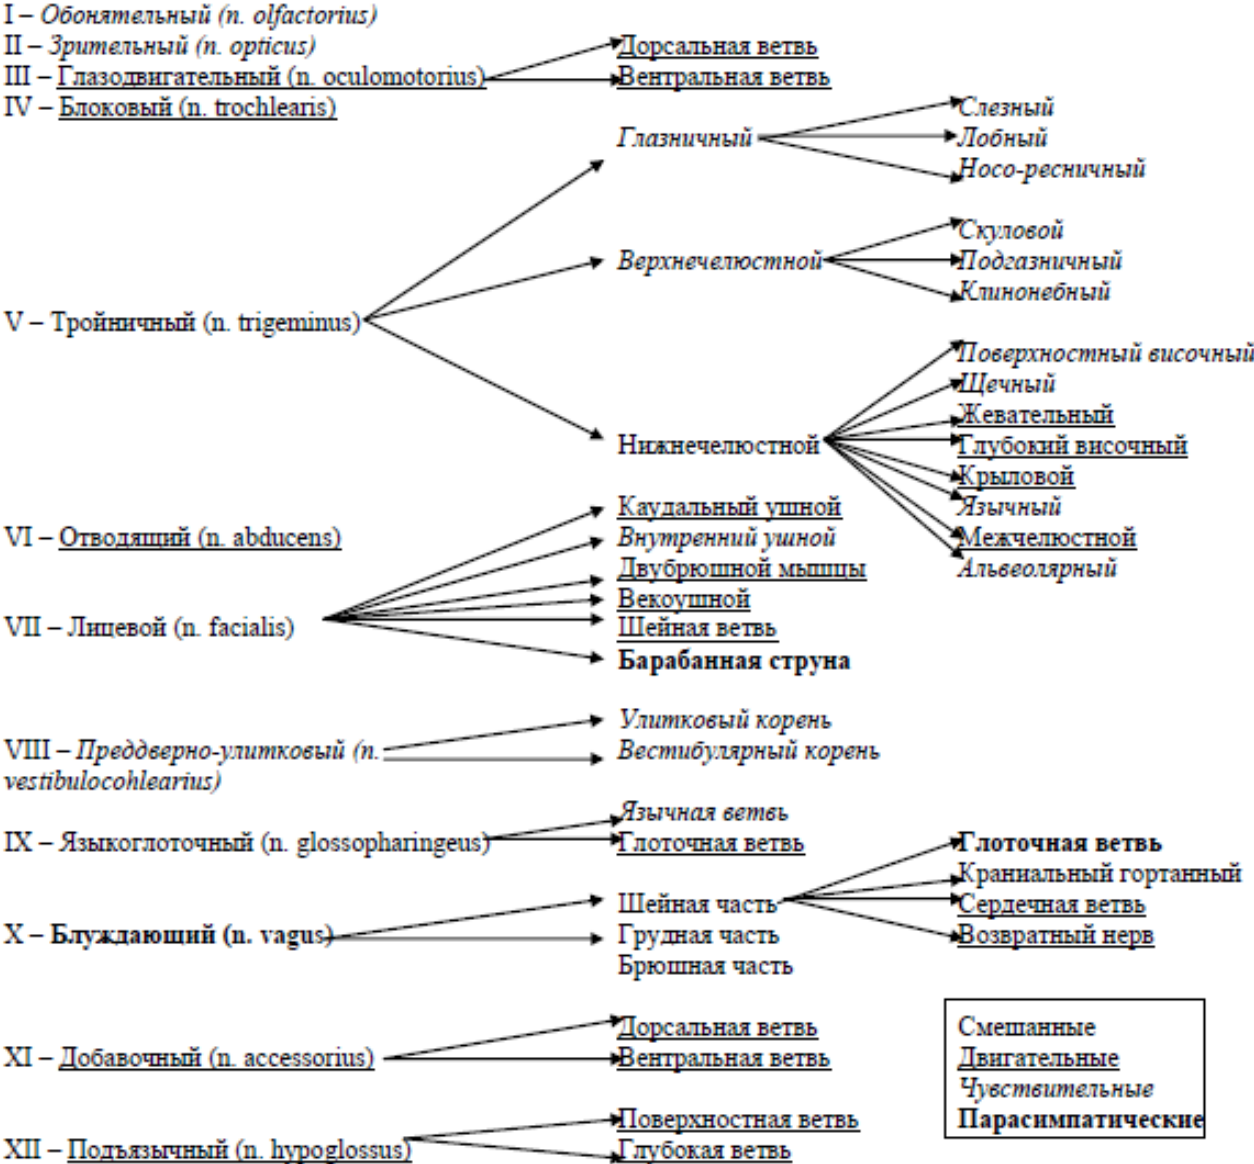 I – Обонятельный (n. olfactorius)
II – Зрительный (n. opticus)
Дорсальная ветвь
III – Глазодвигательный (n. oculomotorius)
Вентральная ветвь
IV – Блоковый (n. trochlearis)
Слезный
Глазничный
Лобный
Носо-ресничный
Скуловой
Верхнечелюстной
Подгазничный
Клинонебный
V – Тройничный (n. trigeminus)
Поверхностный височный
Щечный
Жевательный
Нижнечелюстной
Глубокий височный
Крыловой
Язычный
Межчелюстной
Альвеолярный
VI – Отводящий (n. abducens)
Каудальный ушной
Внутренний ушной
Двубрюшной мышцы
Векоушной
VII – Лицевой (n. facialis)
Шейная ветвь
Барабанная струна
Улитковый корень
VIII – Преддверно-улитковый (n.
vestibulocohlearius)
Вестибулярный корень
Язычная ветвь
IX – Языкоглоточный (n. glossopharingeus)
Глоточная ветвь
Глоточная ветвь
Краниальный гортанный
Шейная часть
Сердечная ветвь
X – Блуждающий (n. vagus)
Грудная часть
Возвратный нерв
Брюшная часть
Дорсальная ветвь
XI – Добавочный (n. accessorius)
Вентральная ветвь
Поверхностная ветвь
XII – Подъязычный (n. hypoglossus)
Глубокая ветвь
Смешанные
Двигательные
Чувствительные
Парасимпатические